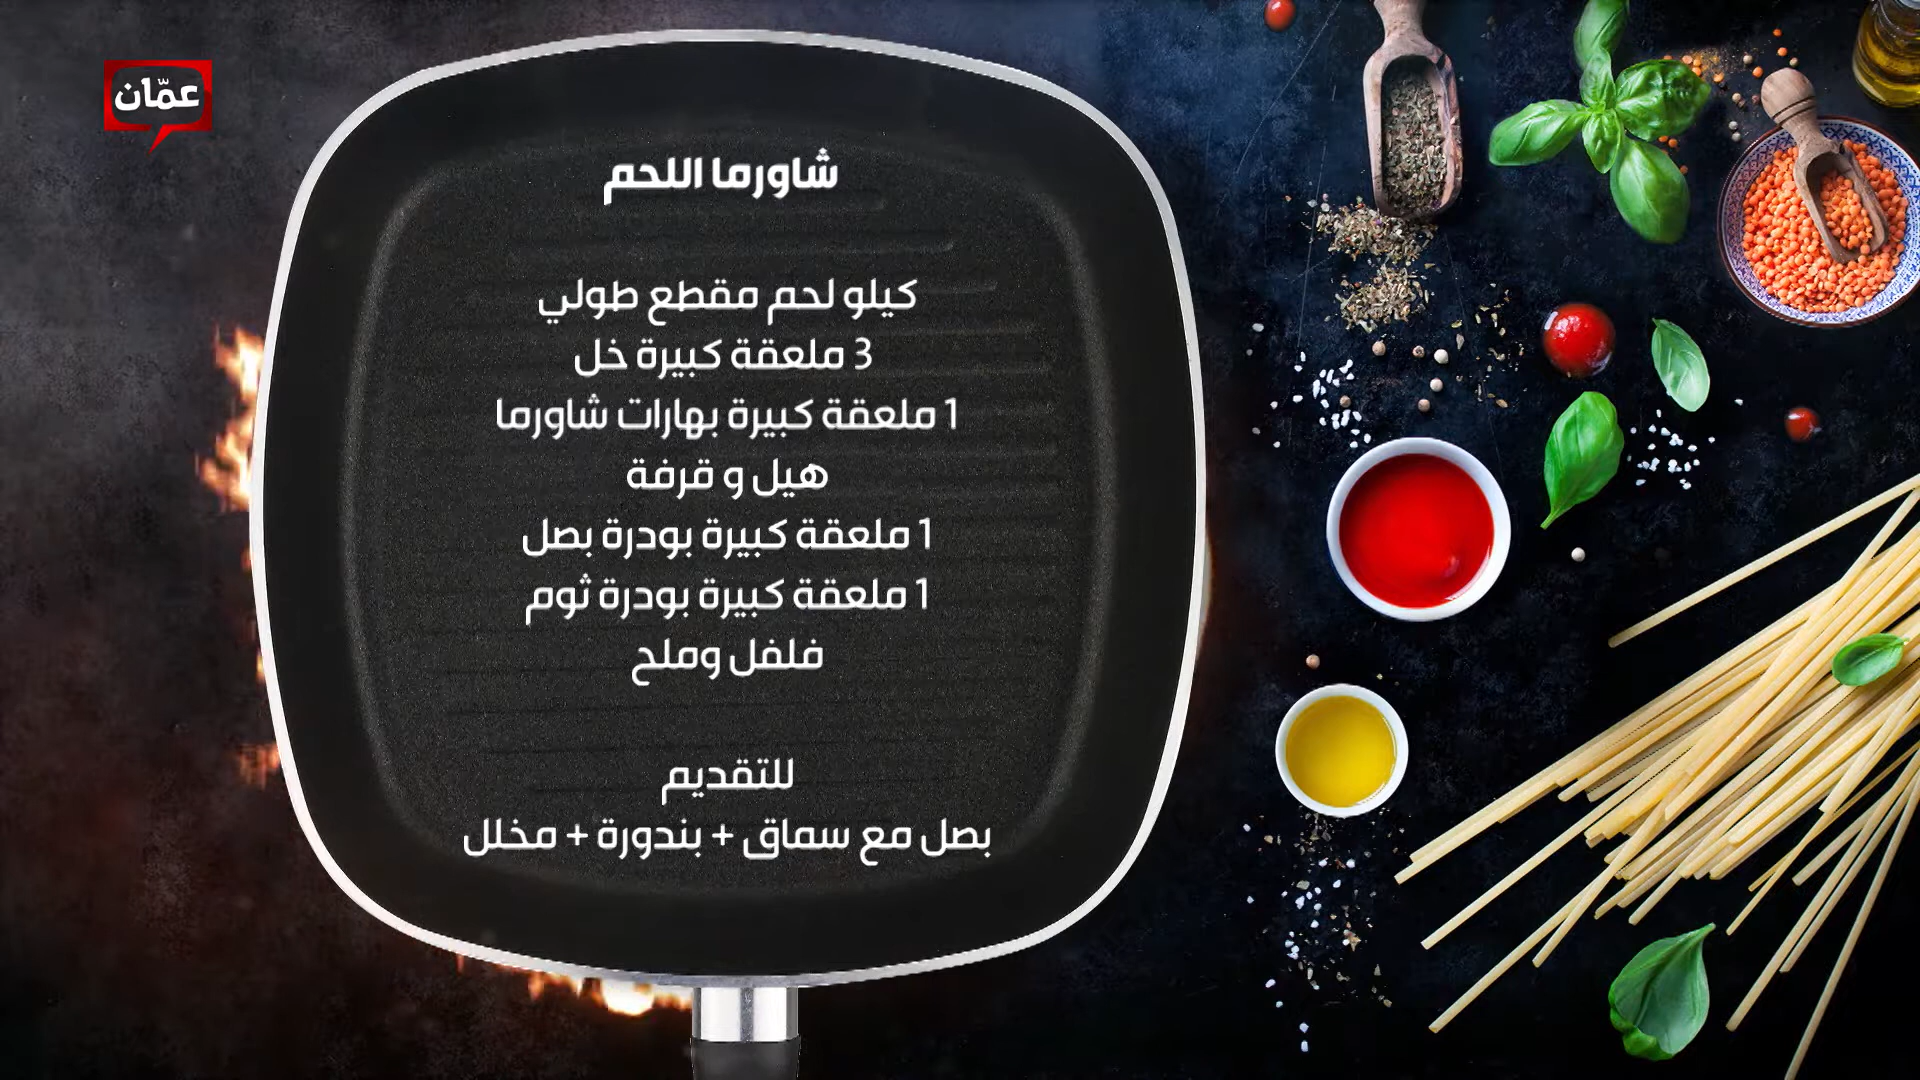 عمّان
شاورما اللحم
كيلو لحم مقطع طولي
3 ملعقة كبيرة خل
1 ملعقة كبيرة بهارات شاورما
هيل و قرفة
1 ملعقة كبيرة بودرة بصل
1 ملعقة كبيرة بودرة ثوم
فلفل وملح
للتقديم
بصل مع سماق + بندورة + مخلل